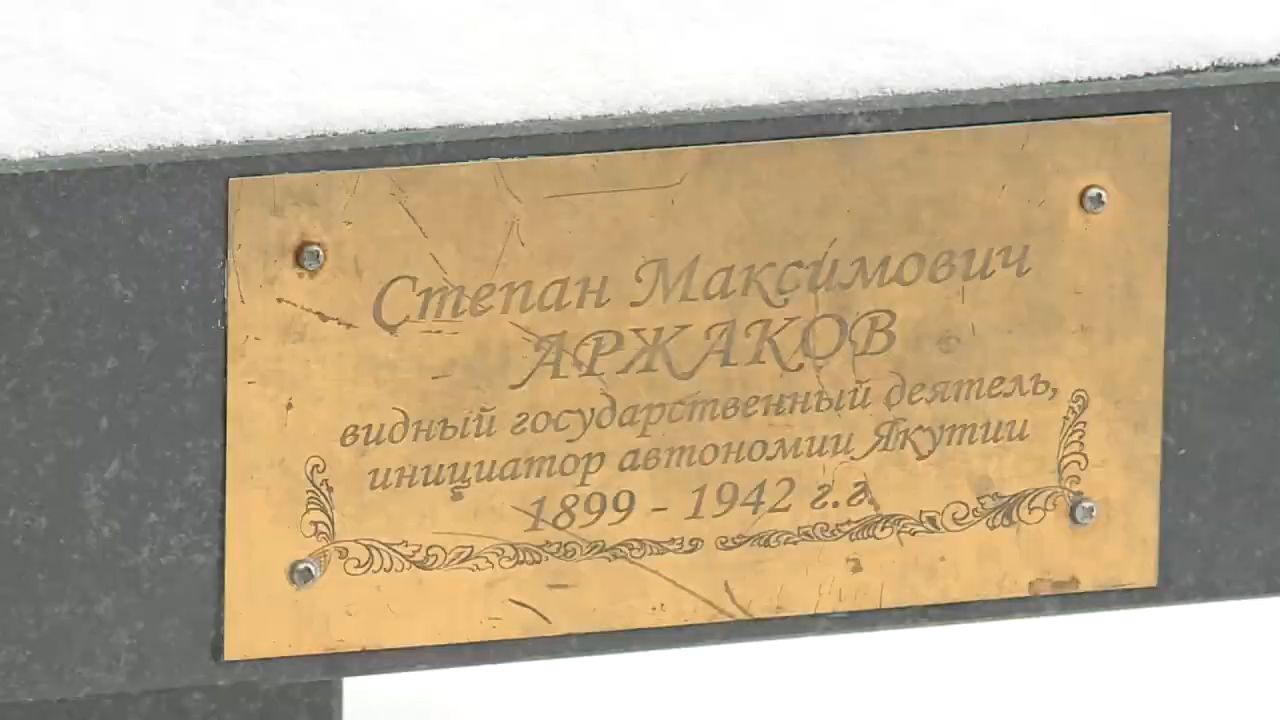 Степан Максимович
АРЖАКОВ
видный государственный деятель,
инициатор автономии Якутии
1899 - 1942 г.г.